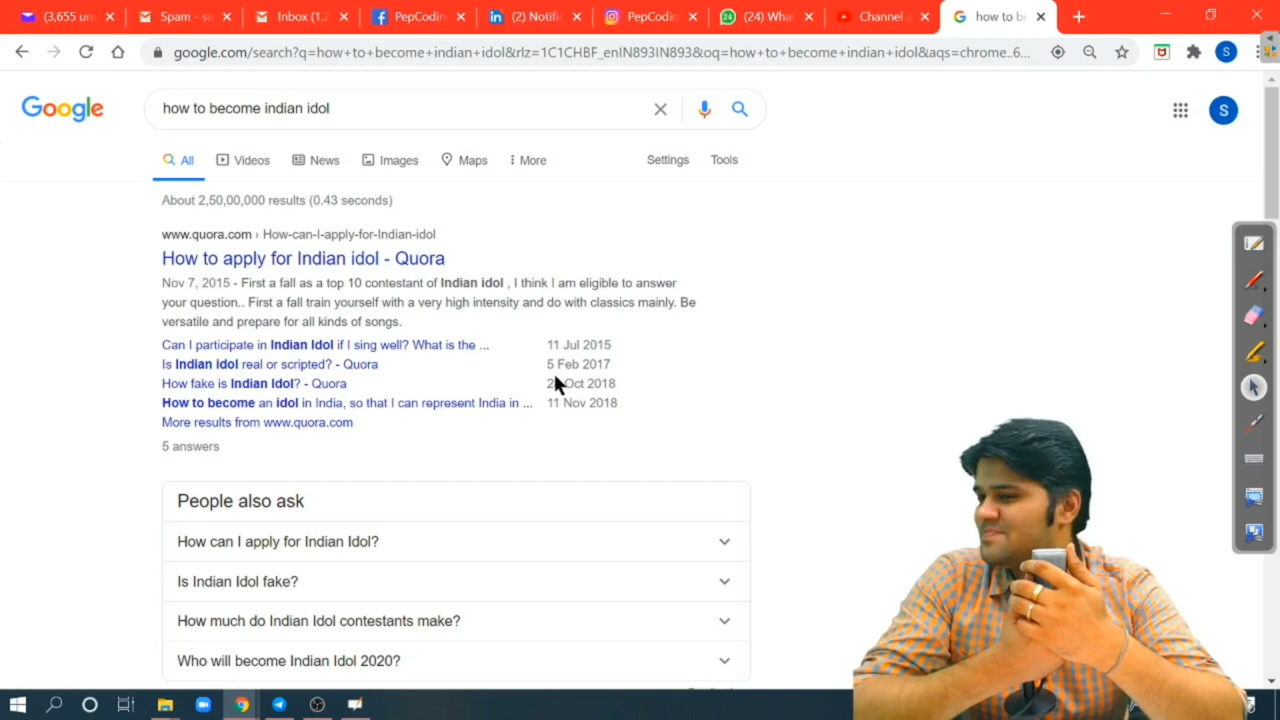 (3,655 unr
Spam - su
Inbox (1,2
PepCodin
(2) Notific
PepCodin
24
(24) Wha
Channel a
how to be
google.com/search?q=how+to+become+indian+idol&rlz=1C1CHBF_enIN893IN893&oq=how+to+become+indian+idol&aqs=chrome..6...
S
Google
how to become indian idol
S
All
Videos
News
Images
Maps
More
Settings
Tools
About 2,50,00,000 results (0.43 seconds)
www.quora.com › How-can-I-apply-for-Indian-idol
How to apply for Indian idol - Quora
Nov 7, 2015 - First a fall as a top 10 contestant of Indian idol , I think I am eligible to answer
your question.. First a fall train yourself with a very high intensity and do with classics mainly. Be
versatile and prepare for all kinds of songs.
Can I participate in Indian Idol if I sing well? What is the ... 11 Jul 2015
Is Indian idol real or scripted? - Quora 5 Feb 2017
How fake is Indian Idol? - Quora Oct 2018
How to become an idol in India, so that I can represent India in ... 11 Nov 2018
More results from www.quora.com
5 answers
People also ask
How can I apply for Indian Idol?
Is Indian Idol fake?
How much do Indian Idol contestants make?
Who will become Indian Idol 2020?